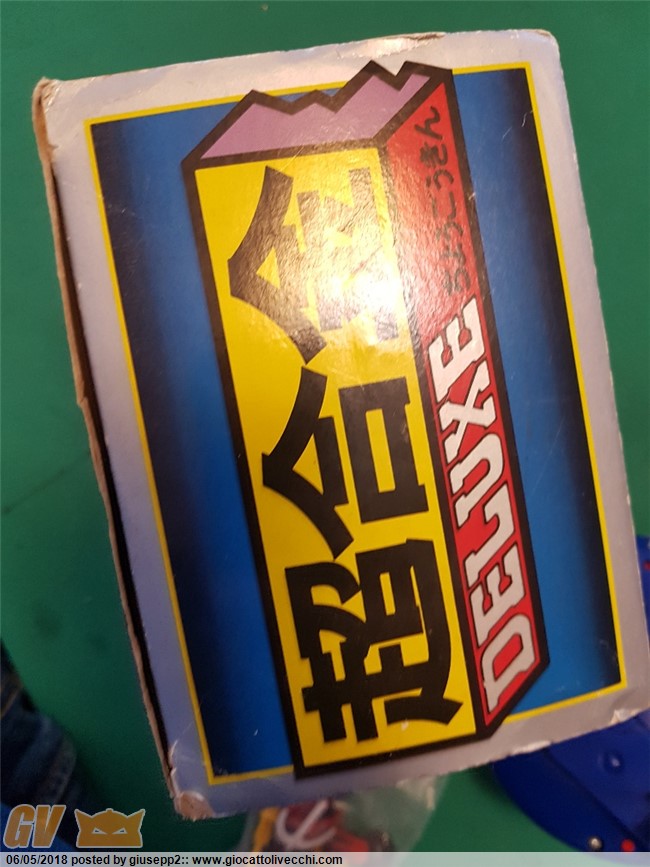 超合金
DELUXE ちょうごうきん
GV
06/05/2018 posted by giusepp2:: www.giocattolivecchi.com